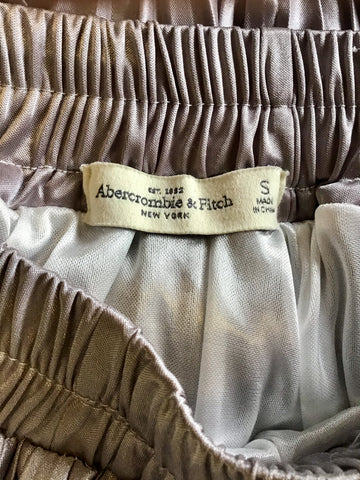 EST. 1892
Abercrombie & Fitch
NEW YORK
S
MADE
IN CHINA